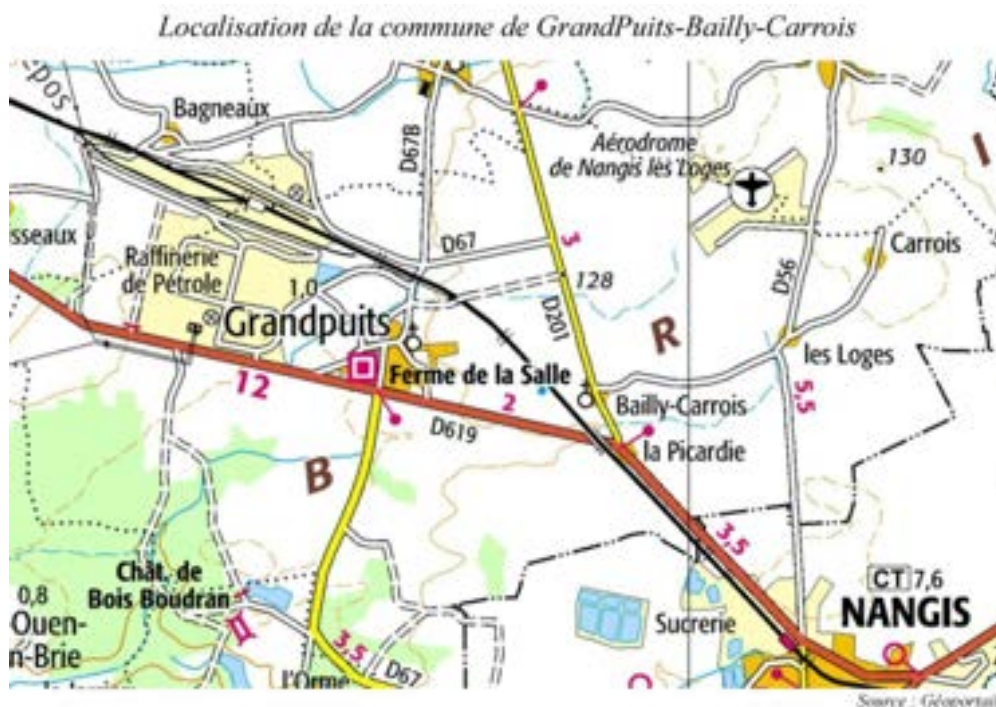 Localisation de la commune de GrandPuits-Bailly-Carrois
Bagneaux
D67B
Aérodrome
de Nangis les Loges
130
I
sseaux
Raffinerie
de Pétrole
D67
3
Carrois
1,0
128
D56
Grandpuits
D201
R
les Loges
12
Ferme de la Salle
2
Bailly-Carrois
5,5
D619
la Picardie
B
3,5
Chât. de
Bois Boudran
0,8
Ouen-
n-Brie
CT 7,6
NANGIS
Sucrerie
3,5
D67
l'Orme
Source : Géoportail